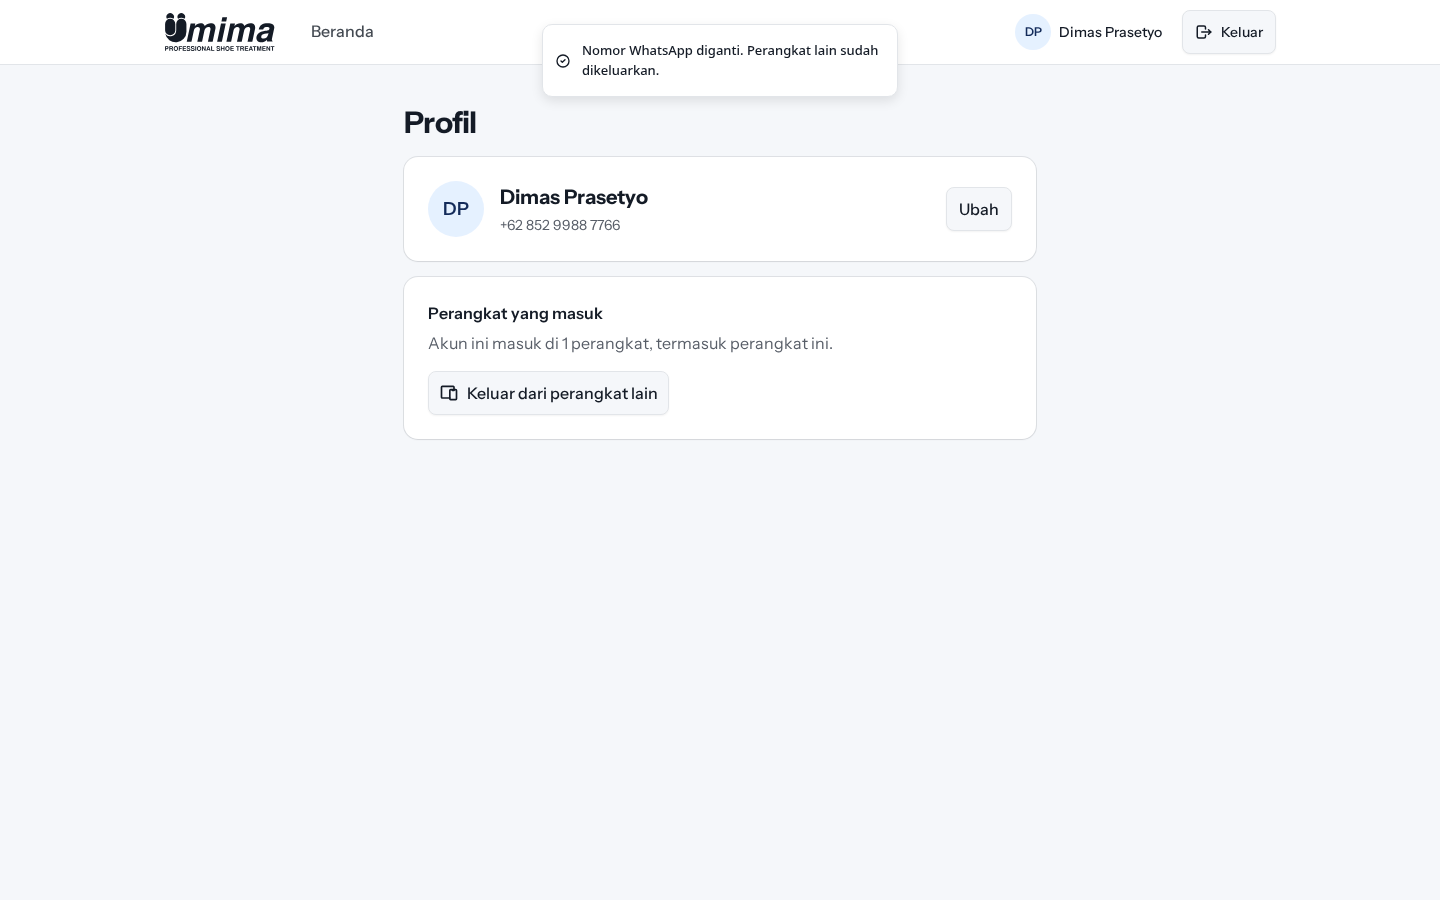 Ümima
PROFESSIONAL SHOE TREATMENT
Beranda
Nomor WhatsApp diganti. Perangkat lain sudah
dikeluarkan.
DP
Dimas Prasetyo
Keluar
Profil
DP
Dimas Prasetyo
+62 852 9988 7766
Ubah
Perangkat yang masuk
Akun ini masuk di 1 perangkat, termasuk perangkat ini.
Keluar dari perangkat lain